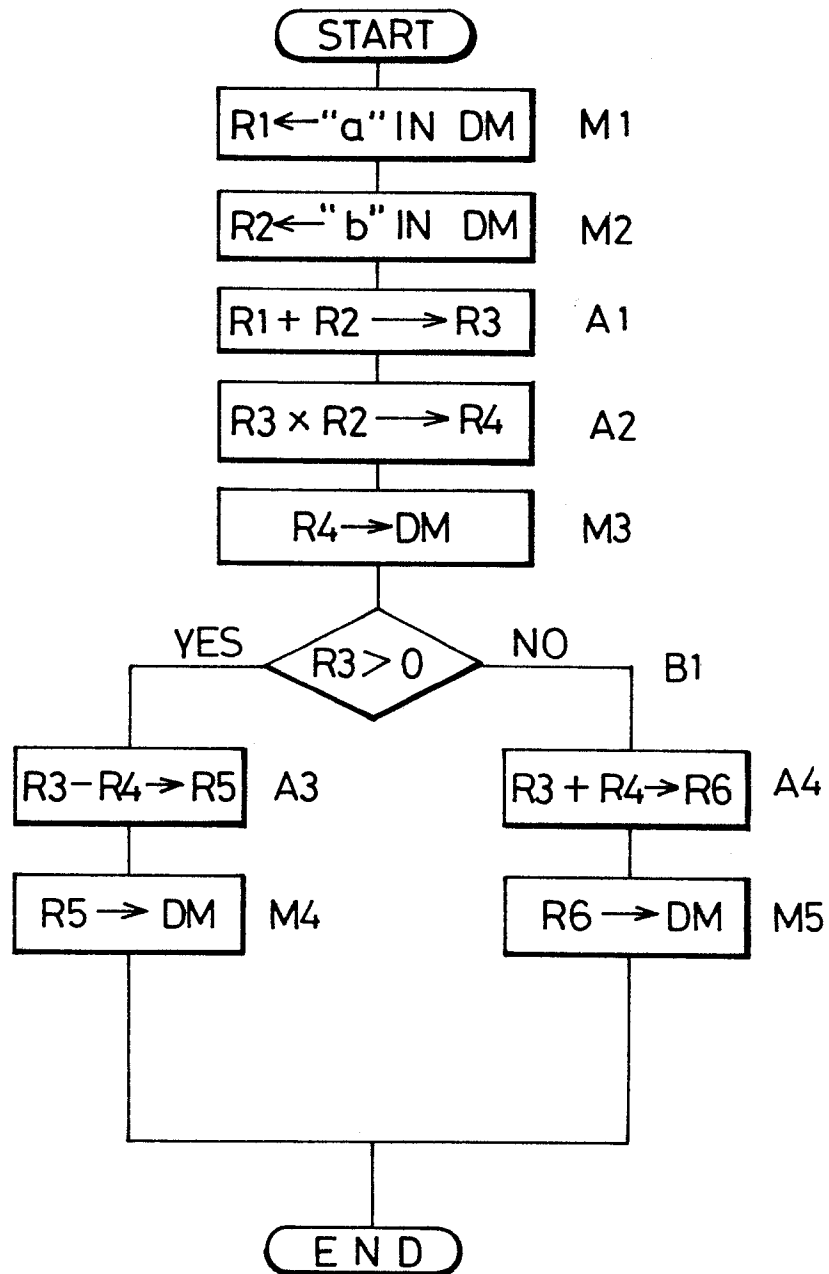 START
R1←"a" IN DM M1
R2←"b" IN DM M2
R1 + R2 → R3 A1
R3 × R2 → R4 A2
R4 → DM M3
YES R3 > 0 NO B1
R3 − R4 → R5 A3 R3 + R4 → R6 A4
R5 → DM M4 R6 → DM M5
END